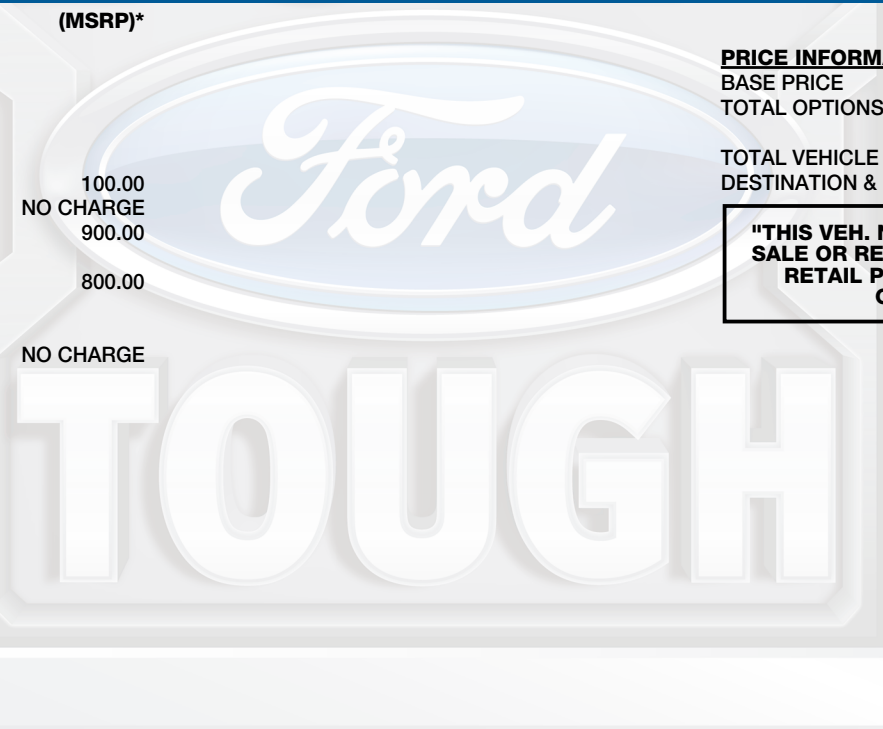 (MSRP)*
100.00
NO CHARGE
900.00
800.00
NO CHARGE
PRICE INFORMA
BASE PRICE
TOTAL OPTIONS
TOTAL VEHICLE
DESTINATION &
"THIS VEH.
SALE OR RE
RETAIL P
Ford
TOUGH